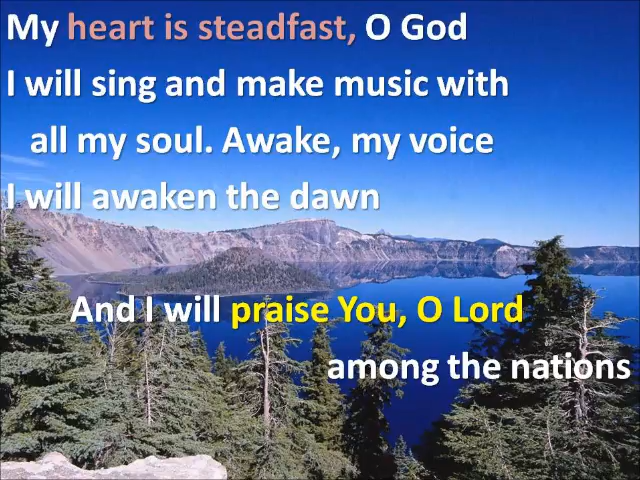 My heart is steadfast, O God
I will sing and make music with
all my soul. Awake, my voice
I will awaken the dawn
And I will praise You, O Lord
among the nations